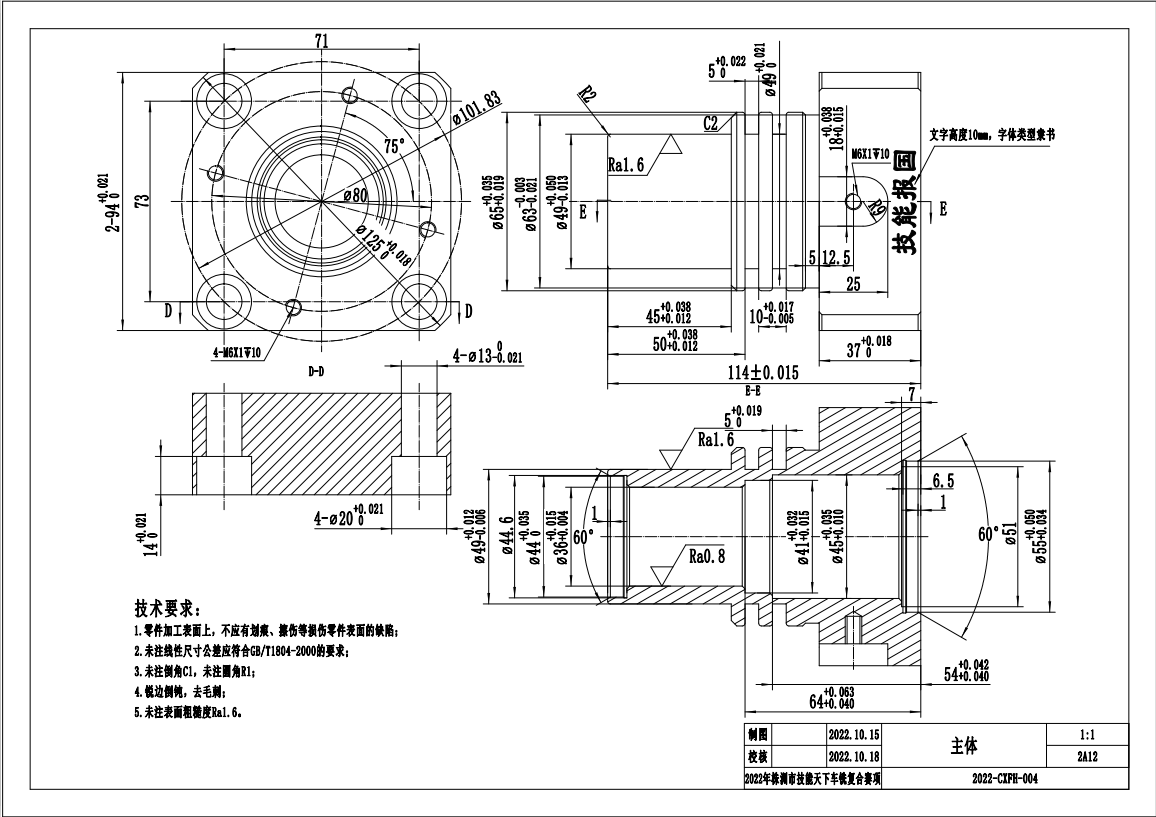 71
ø101.83
75°
ø80
ø125 +0.018 0
2-94 +0.021 0
73
D
D
4-M6X1↧10
D-D
4-ø13 0 -0.021
4-ø20 +0.021 0
14 +0.021 0
5 +0.022 0
ø49 +0.021 0
R2
C2
Ra1.6
ø65 +0.035 +0.019
ø63 -0.003 -0.021
ø49 +0.050 -0.013
E
E
18 +0.038 +0.015
M6X1↧10
R9
技能报国
文字高度10mm, 字体类型隶书
5
12.5
25
45 +0.038 +0.012
10 +0.017 -0.005
50 +0.038 +0.012
37 +0.018 0
114±0.015
E-E
7
5 +0.019 0
Ra1.6
6.5
1
1
60°
60°
ø49 +0.012 -0.006
ø44.6
ø44 +0.035 0
ø36 +0.015 +0.004
Ra0.8
ø41 +0.032 +0.015
ø45 +0.035 +0.010
ø51
ø55 +0.050 +0.034
54 +0.042 +0.040
64 +0.063 +0.040
技术要求：
1.零件加工表面上，不应有划痕、擦伤等损伤零件表面的缺陷；
2.未注线性尺寸公差应符合GB/T1804-2000的要求；
3.未注倒角C1，未注圆角R1；
4.锐边倒钝，去毛刺；
5.未注表面粗糙度Ra1.6。
制图 2022.10.15 主体 1:1
校核 2022.10.18 2A12
2022年株洲市技能天下车铣复合赛项 2022-CXFH-004